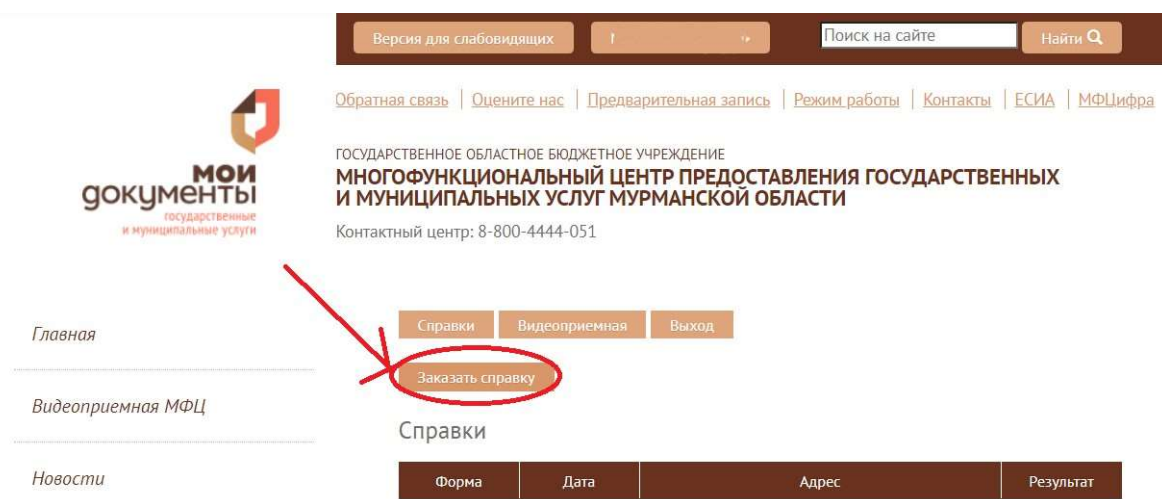 Версия для слабовидящих
Поиск на сайте
Найти
Обратная связь | Оцените нас | Предварительная запись | Режим работы | Контакты | ЕСИА | МФЦифра
мои
документы
государственные
и муниципальные услуги
ГОСУДАРСТВЕННОЕ ОБЛАСТНОЕ БЮДЖЕТНОЕ УЧРЕЖДЕНИЕ
МНОГОФУНКЦИОНАЛЬНЫЙ ЦЕНТР ПРЕДОСТАВЛЕНИЯ ГОСУДАРСТВЕННЫХ
И МУНИЦИПАЛЬНЫХ УСЛУГ МУРМАНСКОЙ ОБЛАСТИ
Контактный центр: 8-800-4444-051
Главная
Видеоприемная МФЦ
Новости
Справки Видеоприемная Выход
Заказать справку
Справки
Форма Дата Адрес Результат